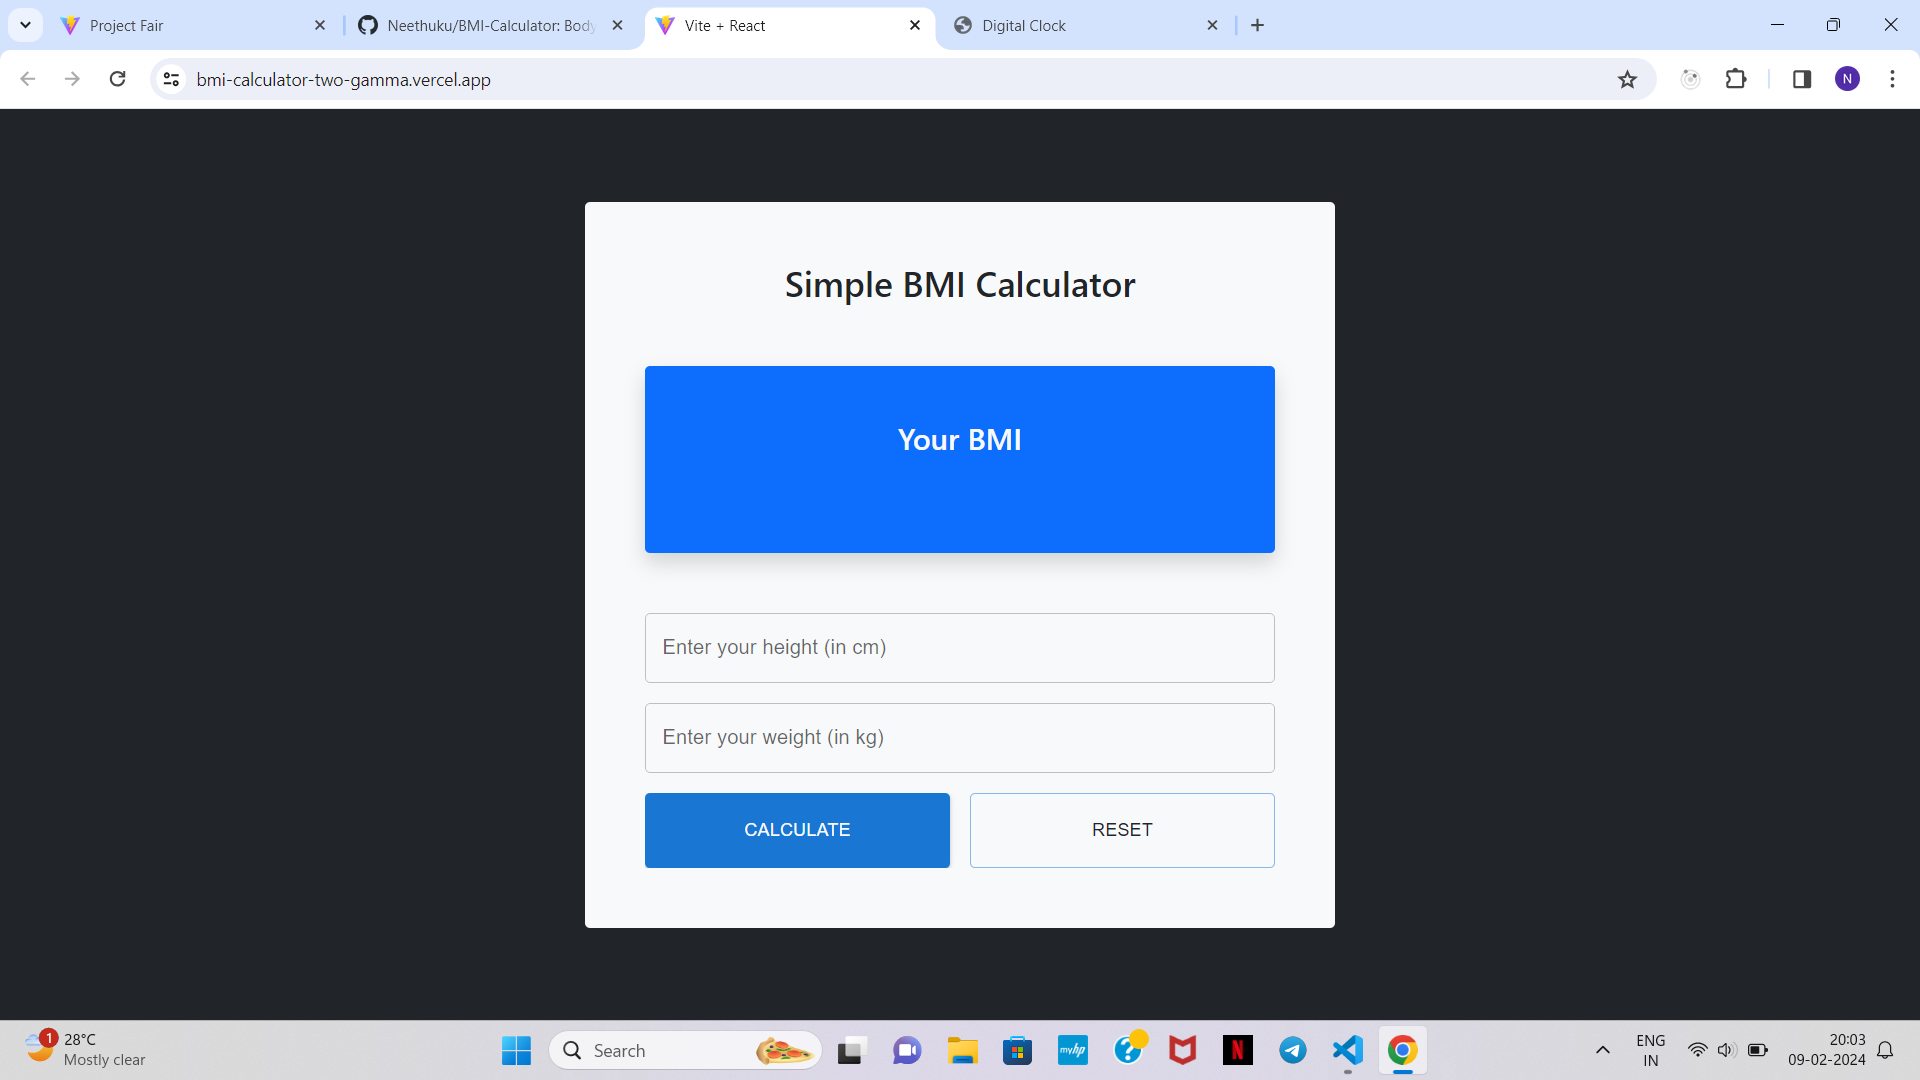 Project Fair
Neethuku/BMI-Calculator: Body
Vite + React
Digital Clock
bmi-calculator-two-gamma.vercel.app
N
Simple BMI Calculator
Your BMI
Enter your height (in cm)
Enter your weight (in kg)
CALCULATE
RESET
1
28°C
Mostly clear
Search
myhp
N
ENG
IN
20:03
09-02-2024